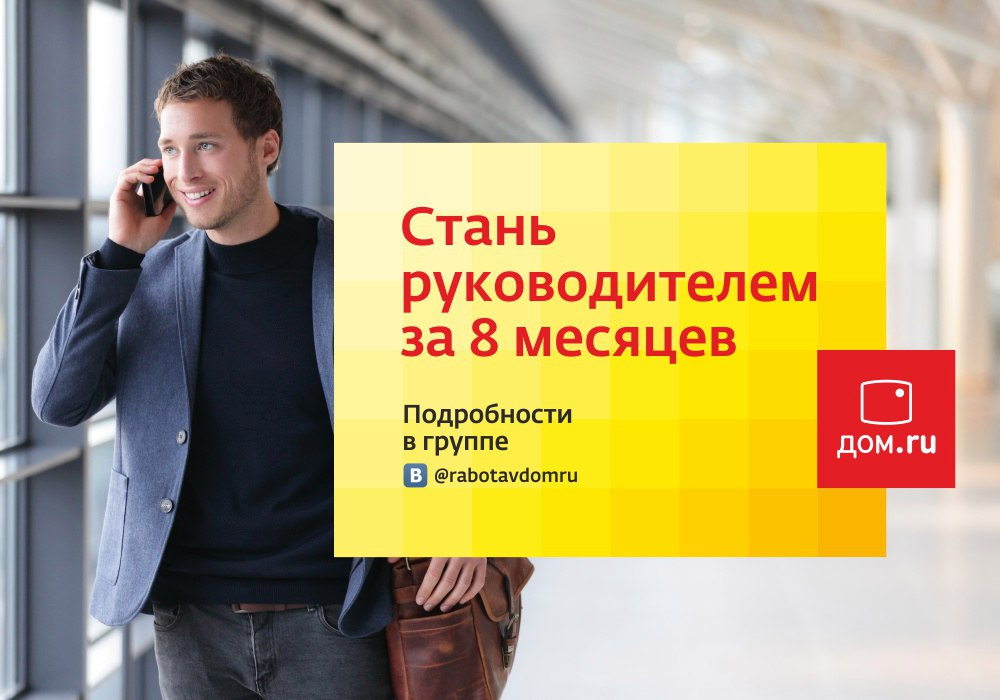 Стань
руководителем
за 8 месяцев
Подробности
в группе
В @rabotavdomru
дом.ru